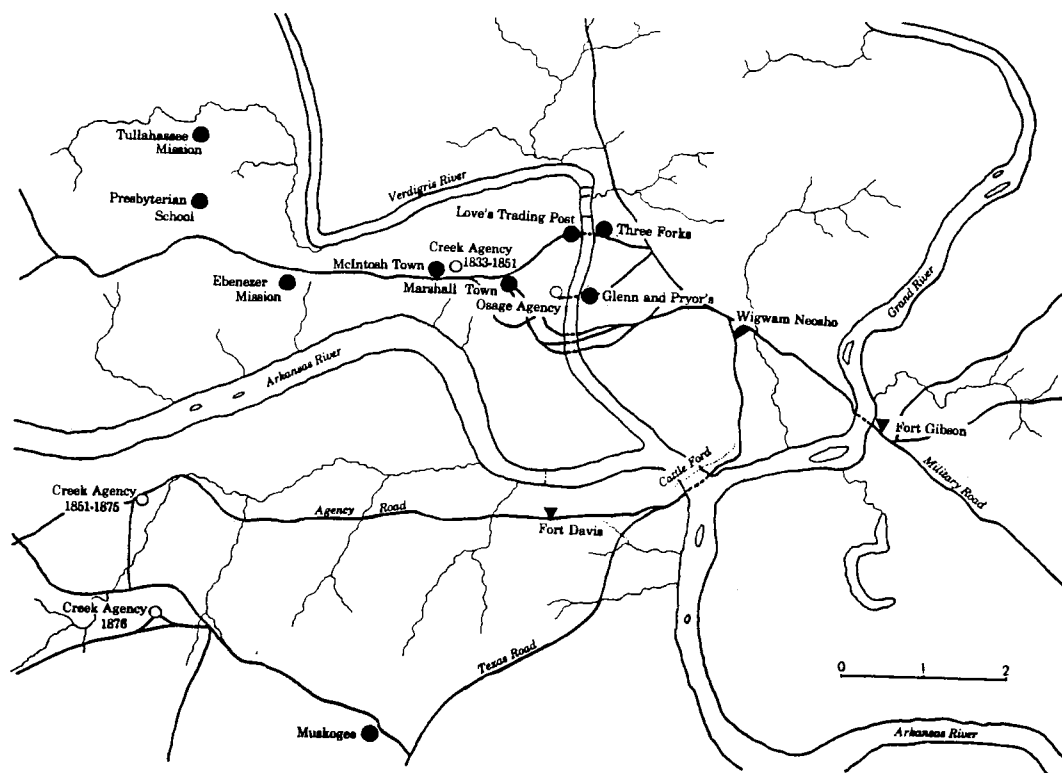 Tullahassee
Mission
Presbyterian
School
Verdigris River
Love's Trading Post
Three Forks
Creek Agency
1833-1851
McIntosh Town
Ebenezer
Mission
Marshall Town
Osage Agency
Glenn and Pryor's
Wigwam Neosho
Grand River
Arkansas River
Fort Gibson
Cattle Ford
Military Road
Creek Agency
1851-1875
Agency Road
Fort Davis
Creek Agency
1876
Texas Road
0 1 2
Muskogee
Arkansas River